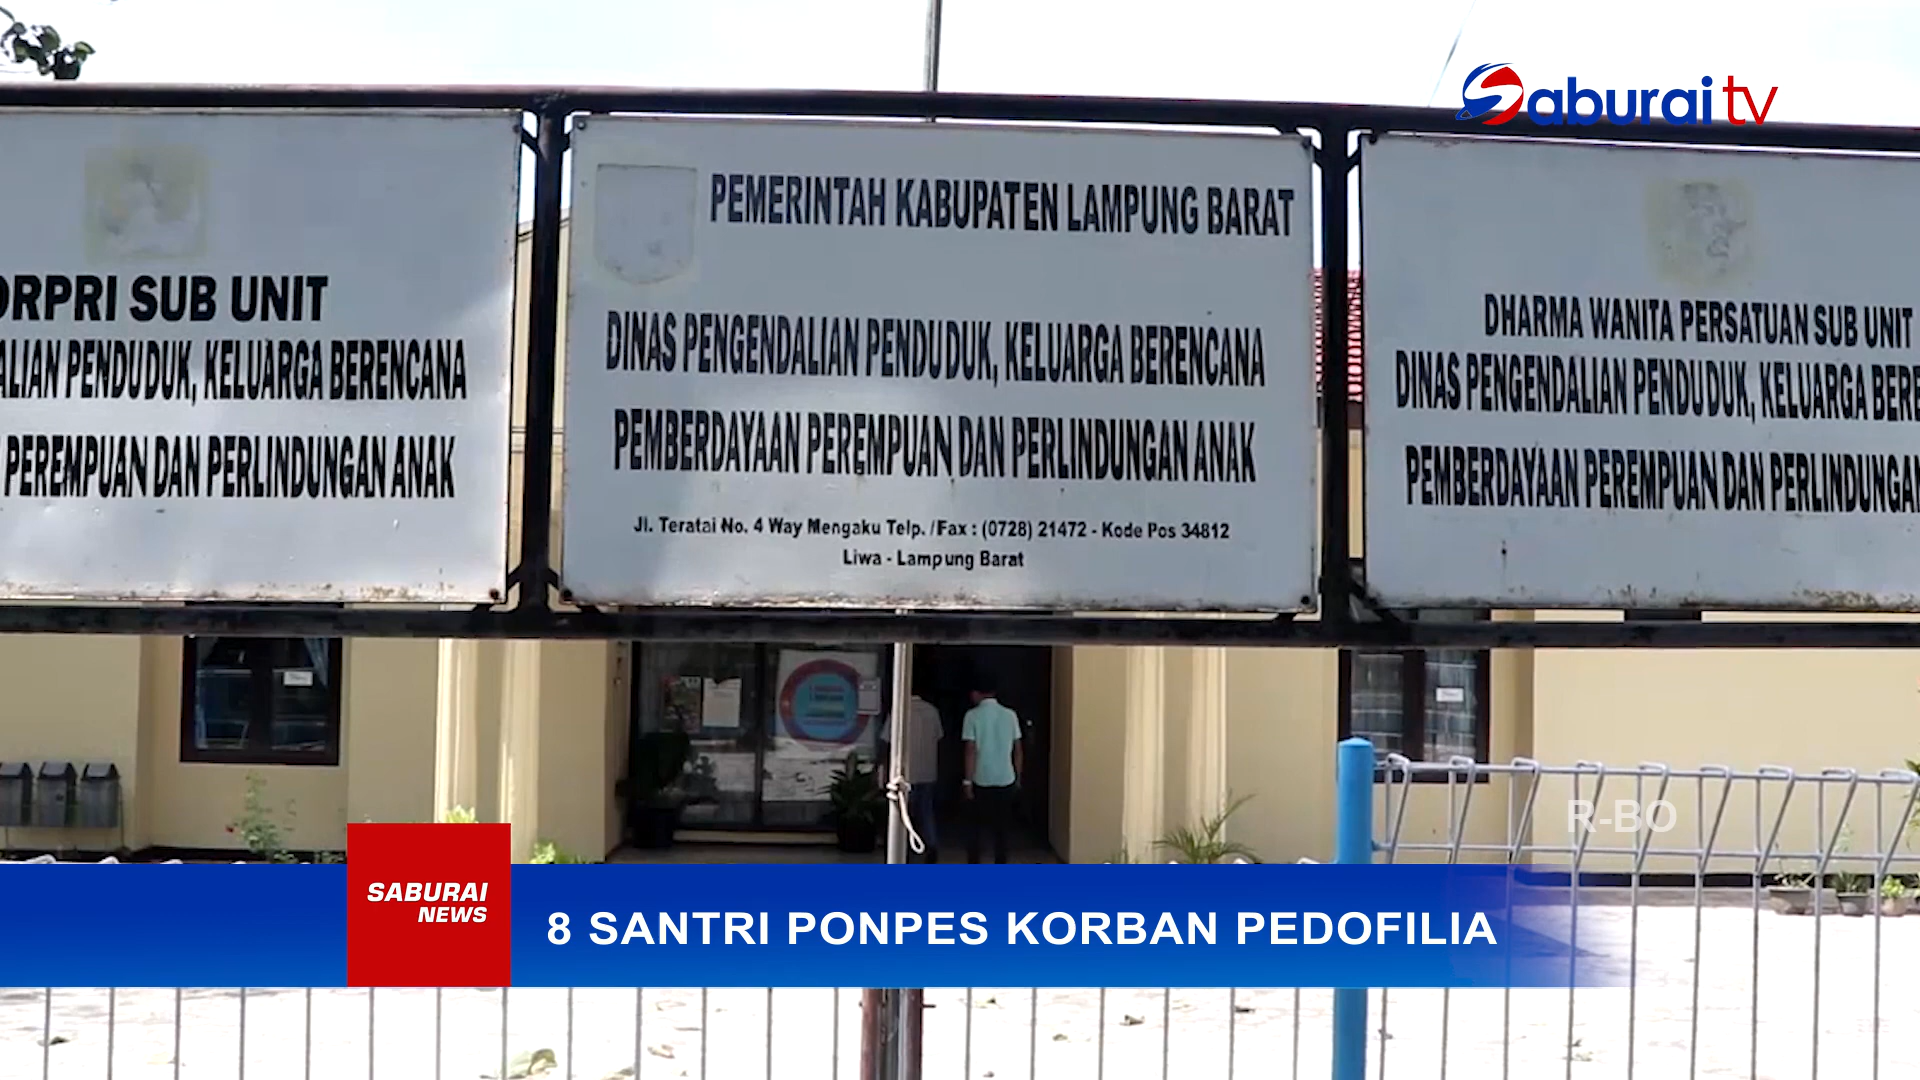 Saburai tv
ORPRI SUB UNIT
ALIAN PENDUDUK, KELUARGA BERENCANA
PEREMPUAN DAN PERLINDUNGAN ANAK
PEMERINTAH KABUPATEN LAMPUNG BARAT
DINAS PENGENDALIAN PENDUDUK, KELUARGA BERENCANA
PEMBERDAYAAN PEREMPUAN DAN PERLINDUNGAN ANAK
Jl. Teratai No. 4 Way Mengaku Telp. /Fax : (0728) 21472 - Kode Pos 34812
Liwa - Lampung Barat
DHARMA WANITA PERSATUAN SUB UNIT
DINAS PENGENDALIAN PENDUDUK, KELUARGA BERE
PEMBERDAYAAN PEREMPUAN DAN PERLINDUNGAN
R-BO
SABURAI
NEWS
8 SANTRI PONPES KORBAN PEDOFILIA